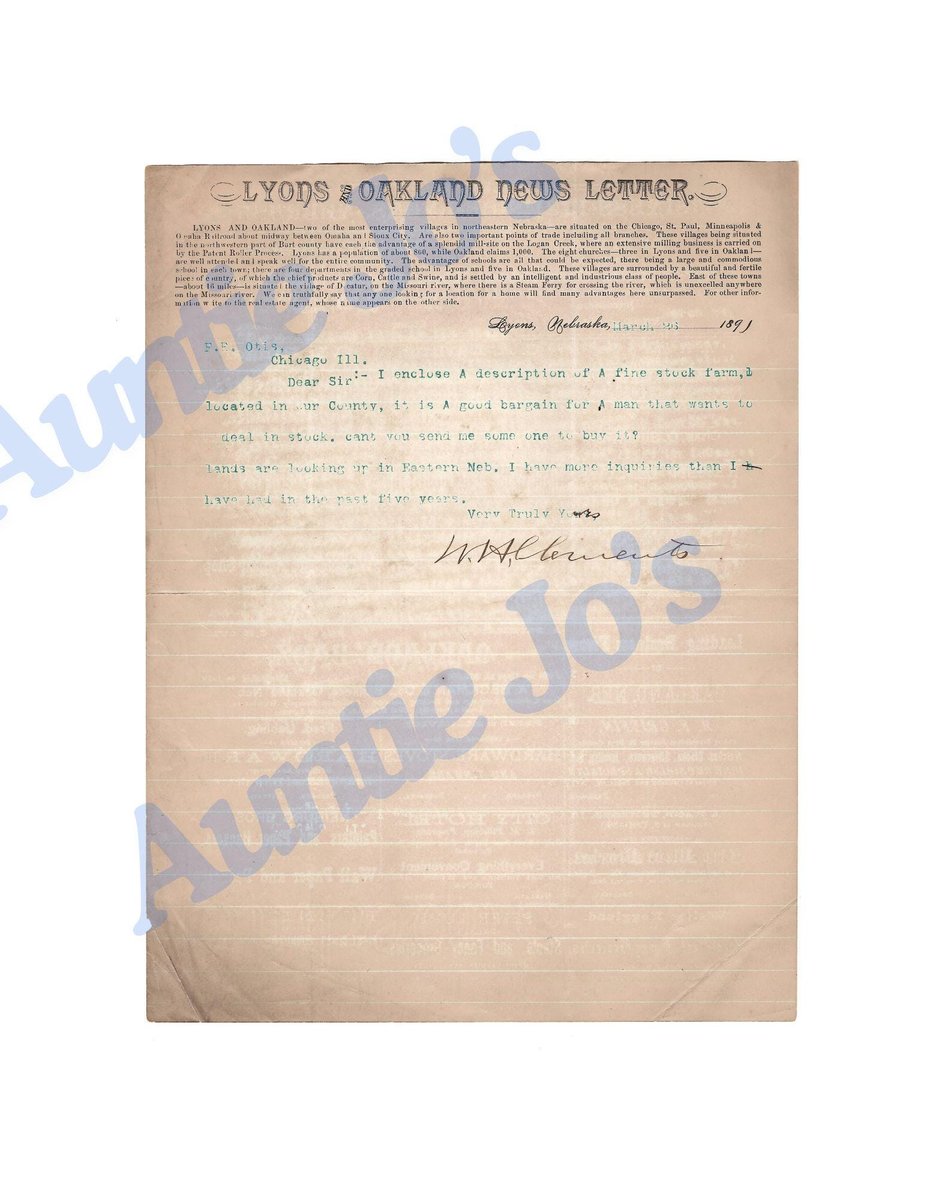 LYONS AND OAKLAND NEWS LETTER.
LYONS AND OAKLAND—two of the most enterprising villages in northeastern Nebraska—are situated on the Chicago, St. Paul, Minneapolis &
Omaha Railroad about midway between Omaha and Sioux City. Are also two important points of trade including all branches. These villages being situated
in the northwestern part of Burt county have each the advantage of a splendid mill-site on the Logan Creek, where an extensive milling business is carried on
by the Patent Roller Process. Lyons has a population of about 860, while Oakland claims 1,000. The eight churches—three in Lyons and five in Oakland—
are well attended and speak well for the entire community. The advantages of schools are all that could be expected, there being a large and commodious
school in each town; there are four departments in the graded school in Lyons and five in Oakland. These villages are surrounded by a beautiful and fertile
piece of country, of which the chief products are Corn, Cattle and Swine, and is settled by an intelligent and industrious class of people. East of these towns
—about 16 miles—is situated the village of Decatur, on the Missouri river, where there is a Steam Ferry for crossing the river, which is unexcelled anywhere
on the Missouri river. We can truthfully say that any one looking for a location for a home will find many advantages here unsurpassed. For other infor-
mation write to the real estate agent, whose name appears on the other side.
Lyons, Nebraska, March 26 1891
Otis,
Chicago Ill.
Dear Sir:- I enclose A description of A fine stock farm,
located in our County, it is A good bargain for A man that wants to
deal in stock. cant you send me some one to buy it?
Lands are looking up in Eastern Neb. I have more inquiries than I
have had in the past five years.
Very Truly Yours
W.H.Clements
Auntie Jo's
Auntie Jo's